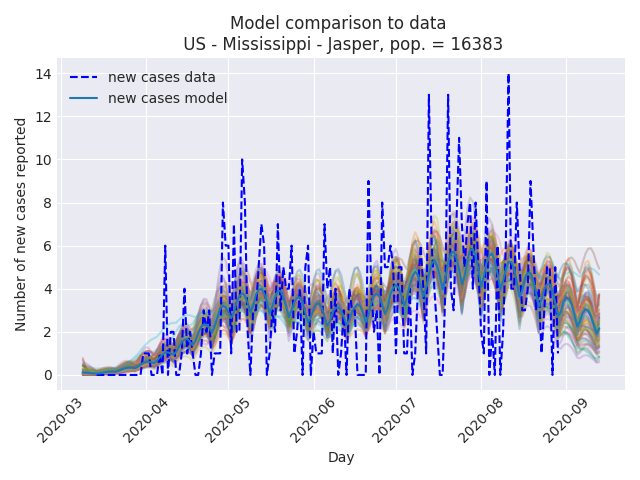 Model comparison to data
US - Mississippi - Jasper, pop. = 16383
new cases data
new cases model
Number of new cases reported
14
12
10
8
6
4
2
0
2020-03
2020-04
2020-05
2020-06
2020-07
2020-08
2020-09
Day